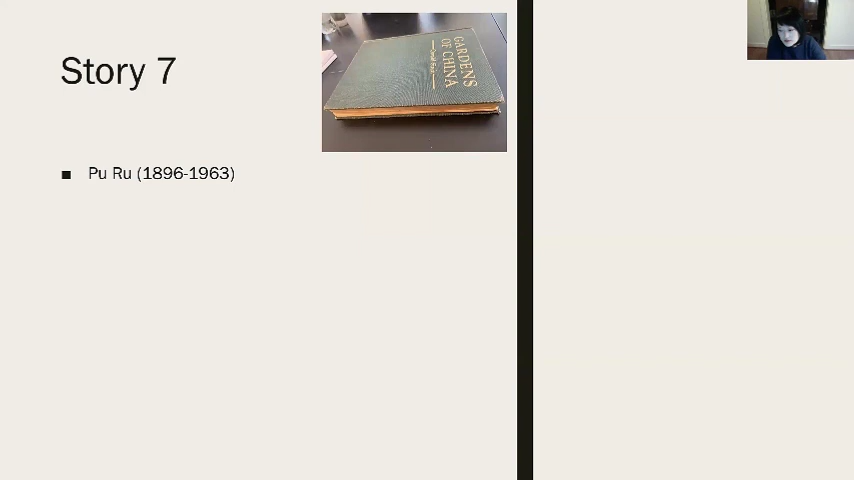 Story 7
GARDENS
OF CHINA
■ Pu Ru (1896-1963)